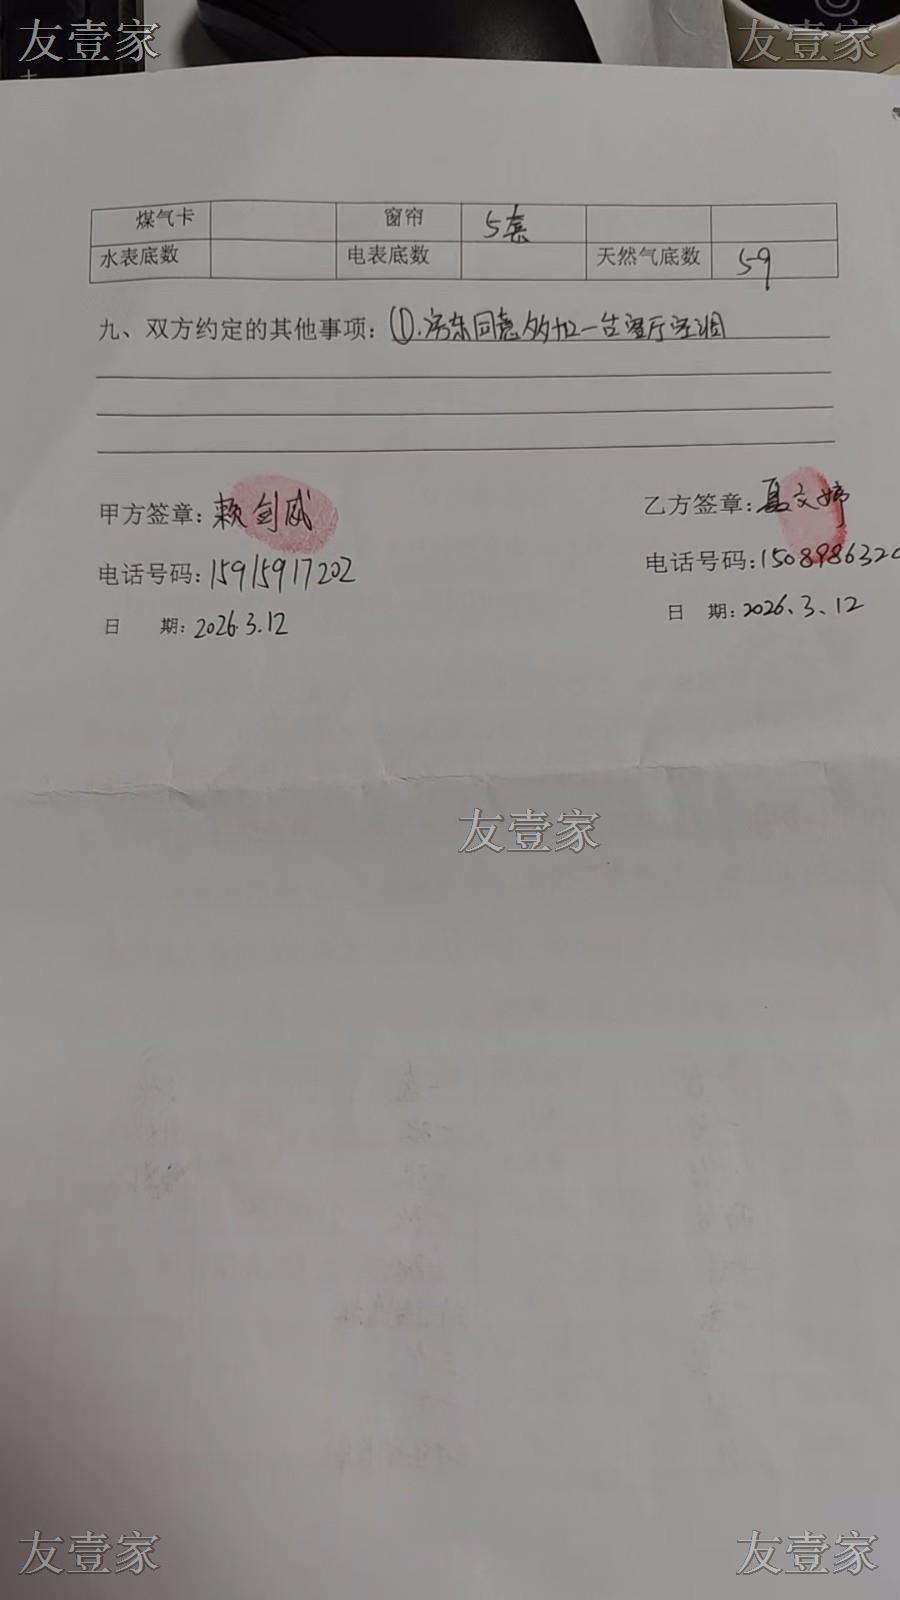 友壹家 友壹家
煤气卡 窗帘 5套
水表底数 电表底数 天然气底数 59
九、双方约定的其他事项：①.房东同意多加一台客厅空调
甲方签章：赖剑威 乙方签章：夏文婷
电话号码：15915917202 电话号码：1508986320
日 期：2026.3.12 日 期：2026、3、12
友壹家
友壹家 友壹家